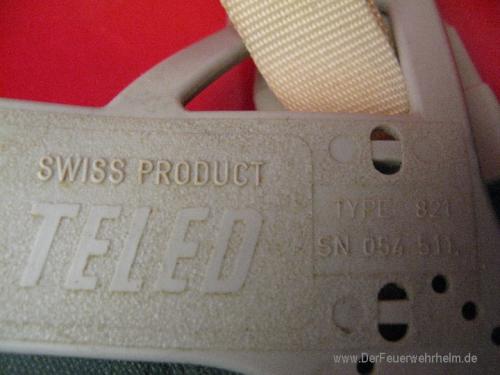 SWISS PRODUCT
TELED
TYPE 821
SN 054 511
www.DerFeuerwehrhelm.de